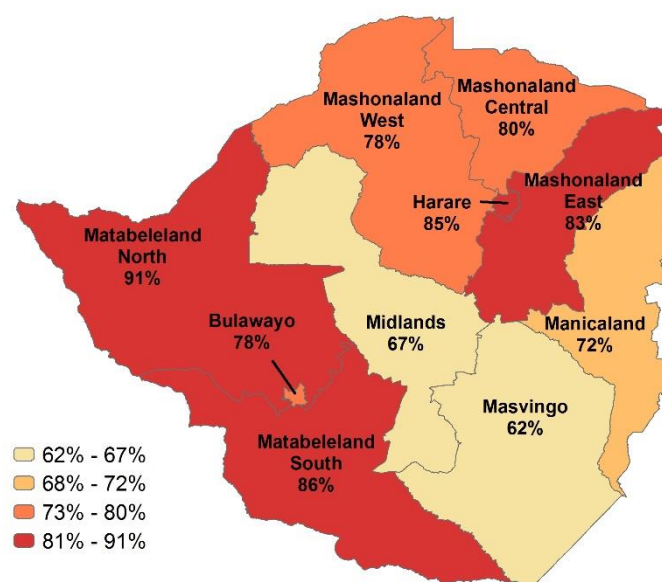 Mashonaland
Central
80%
Mashonaland
West
78%
Mashonaland
East
83%
Harare
85%
Matabeleland
North
91%
Bulawayo
78%
Midlands
67%
Manicaland
72%
Masvingo
62%
Matabeleland
South
86%
62% - 67%
68% - 72%
73% - 80%
81% - 91%